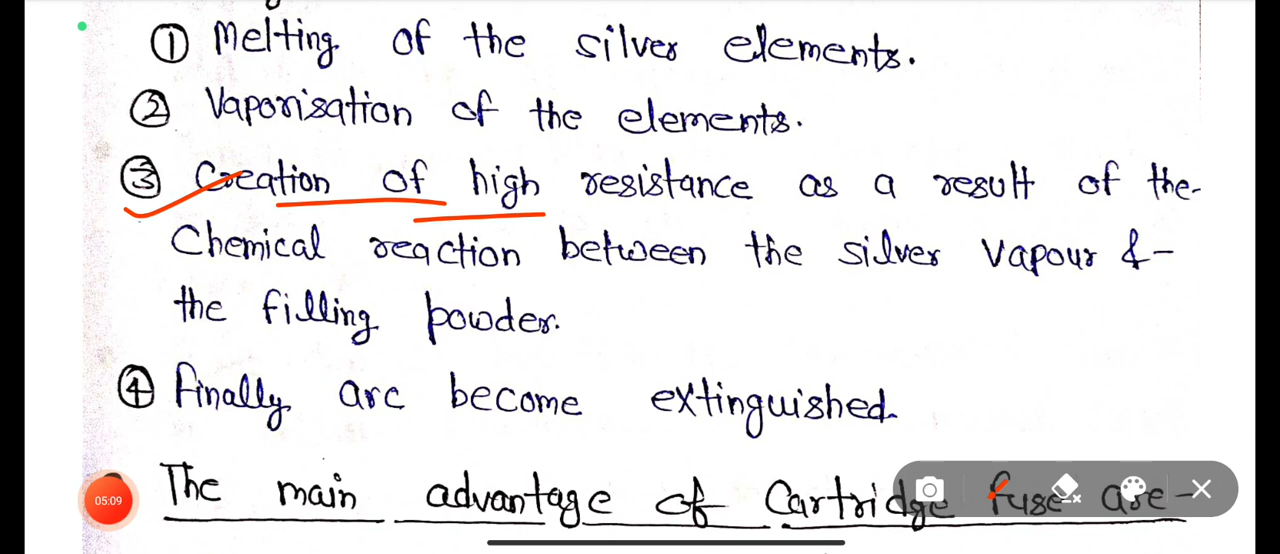 ① Melting of the silver elements.
② Vaporisation of the elements.
③ Creation of high resistance as a result of the-
Chemical reaction between the silver vapour &-
the filling powder.
④ Finally arc become extinguished.
The main advantage of Cartridge fuse are-
05:09